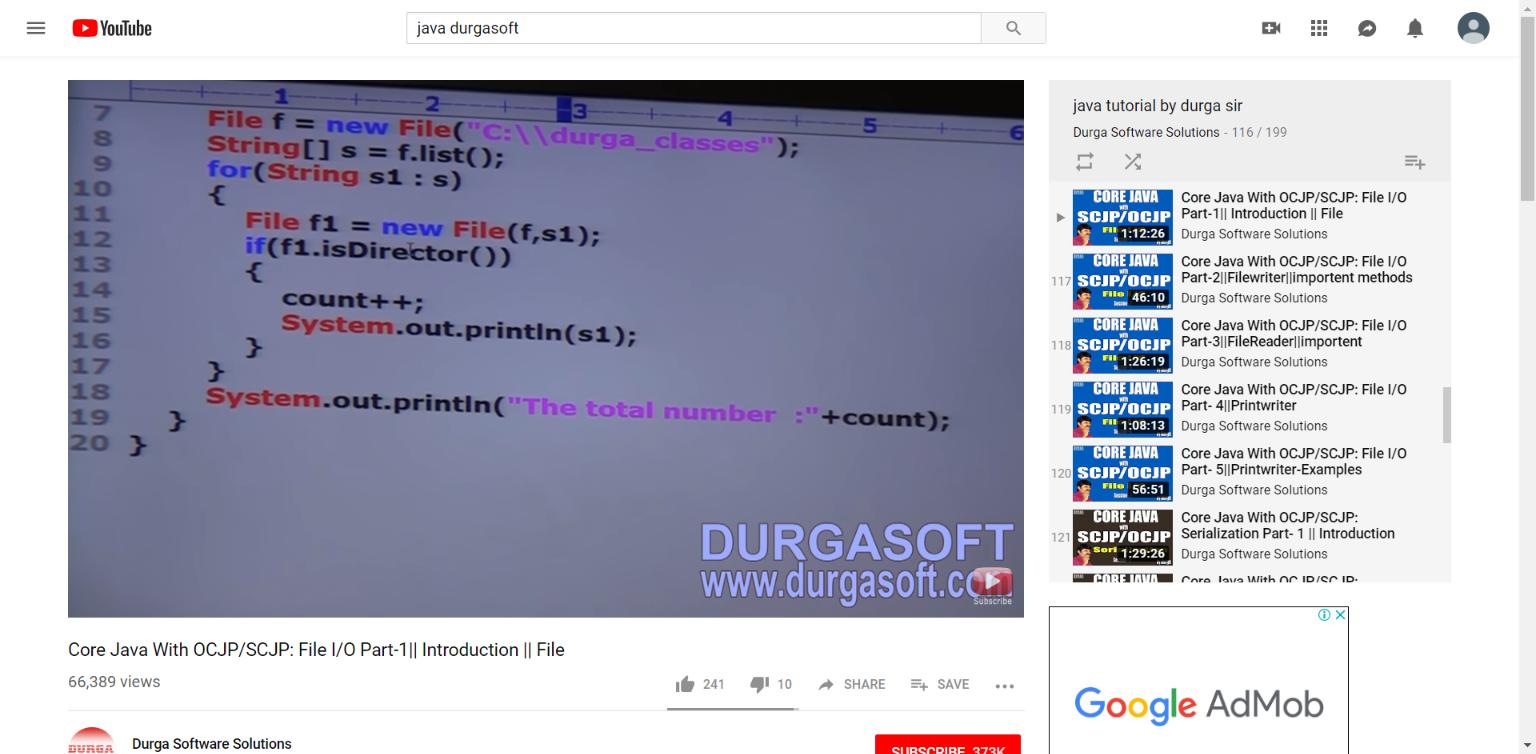 YouTube
java durgasoft
1 2 3 4 5 6
7 File f = new File("C:\\durga_classes");
8 String[] s = f.list();
9 for(String s1 : s)
10 {
11 File f1 = new File(f,s1);
12 if(f1.isDirector())
13 {
14 count++;
15 System.out.println(s1);
16 }
17 }
18 System.out.println("The total number :"+count);
19 }
20 }
DURGASOFT
www.durgasoft.com
Subscribe
Core Java With OCJP/SCJP: File I/O Part-1|| Introduction || File
66,389 views
241
10
SHARE
SAVE
DURGA
Durga Software Solutions
SUBSCRIBE 373K
java tutorial by durga sir
Durga Software Solutions - 116 / 199
CORE JAVA
with
SCJP/OCJP
1:12:26
Core Java With OCJP/SCJP: File I/O
Part-1|| Introduction || File
Durga Software Solutions
117
CORE JAVA
with
SCJP/OCJP
File
46:10
Core Java With OCJP/SCJP: File I/O
Part-2||Filewriter||importent methods
Durga Software Solutions
118
CORE JAVA
with
SCJP/OCJP
1:26:19
Core Java With OCJP/SCJP: File I/O
Part-3||FileReader||importent
Durga Software Solutions
119
CORE JAVA
with
SCJP/OCJP
1:08:13
Core Java With OCJP/SCJP: File I/O
Part- 4||Printwriter
Durga Software Solutions
120
CORE JAVA
with
SCJP/OCJP
File
56:51
Core Java With OCJP/SCJP: File I/O
Part- 5||Printwriter-Examples
Durga Software Solutions
121
CORE JAVA
with
SCJP/OCJP
1:29:26
Core Java With OCJP/SCJP:
Serialization Part- 1 || Introduction
Durga Software Solutions
CORE JAVA
Core Java With OCJP/SCJP:
Google AdMob